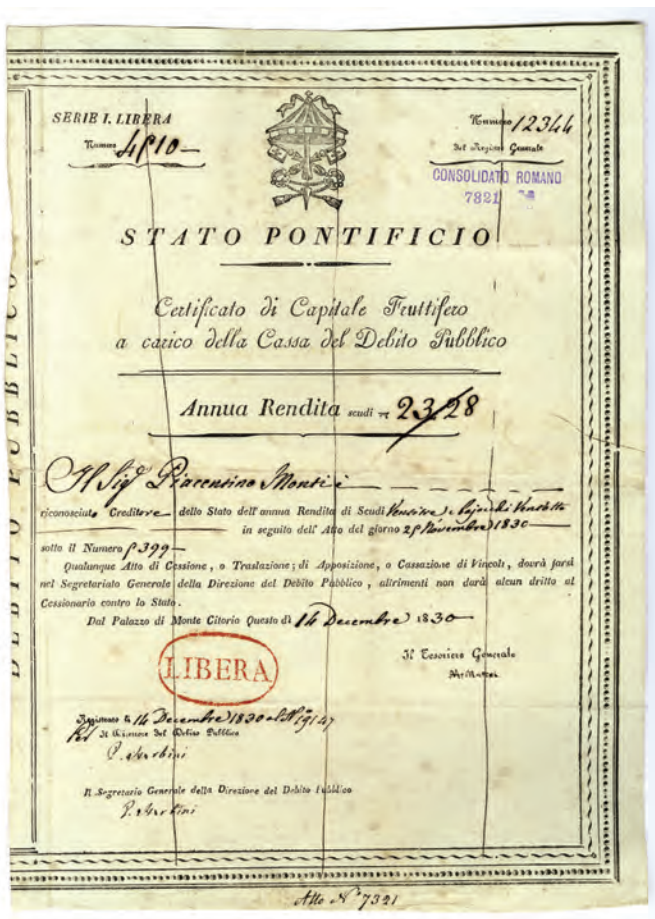 SERIE I. LIBERA
Numero
Numero 12344
del Registro Generale
CONSOLIDATO ROMANO
7821
STATO PONTIFICIO
Certificato di Capitale Fruttifero
a carico della Cassa del Debito Pubblico
Annua Rendita scudi 23/28
Il Sig Piacentino Monti è
riconosciuto Creditore dello Stato dell'annua Rendita di Scudi Ventitre e bajocchi Ventotto
in seguito dell' Atto del giorno Novembre 1830
sotto il Numero
Qualunque Atto di Cessione, o Traslazione; di Apposizione, o Cassazione di Vincoli, dovrà farsi
nel Segretariato Generale della Direzione del Debito Pubblico, altrimenti non darà alcun dritto al
Cessionario contro lo Stato.
Dal Palazzo di Monte Citorio Questo dì 14 Decembre 1830
Il Tesoriere Generale
LIBERA
Registrato li 14 Decembre 1830 al N.
Per Il Direttore del Debito Pubblico
Il Segretario Generale della Direzione del Debito Pubblico
Atto N° 7321
DEBITO PUBBLICO